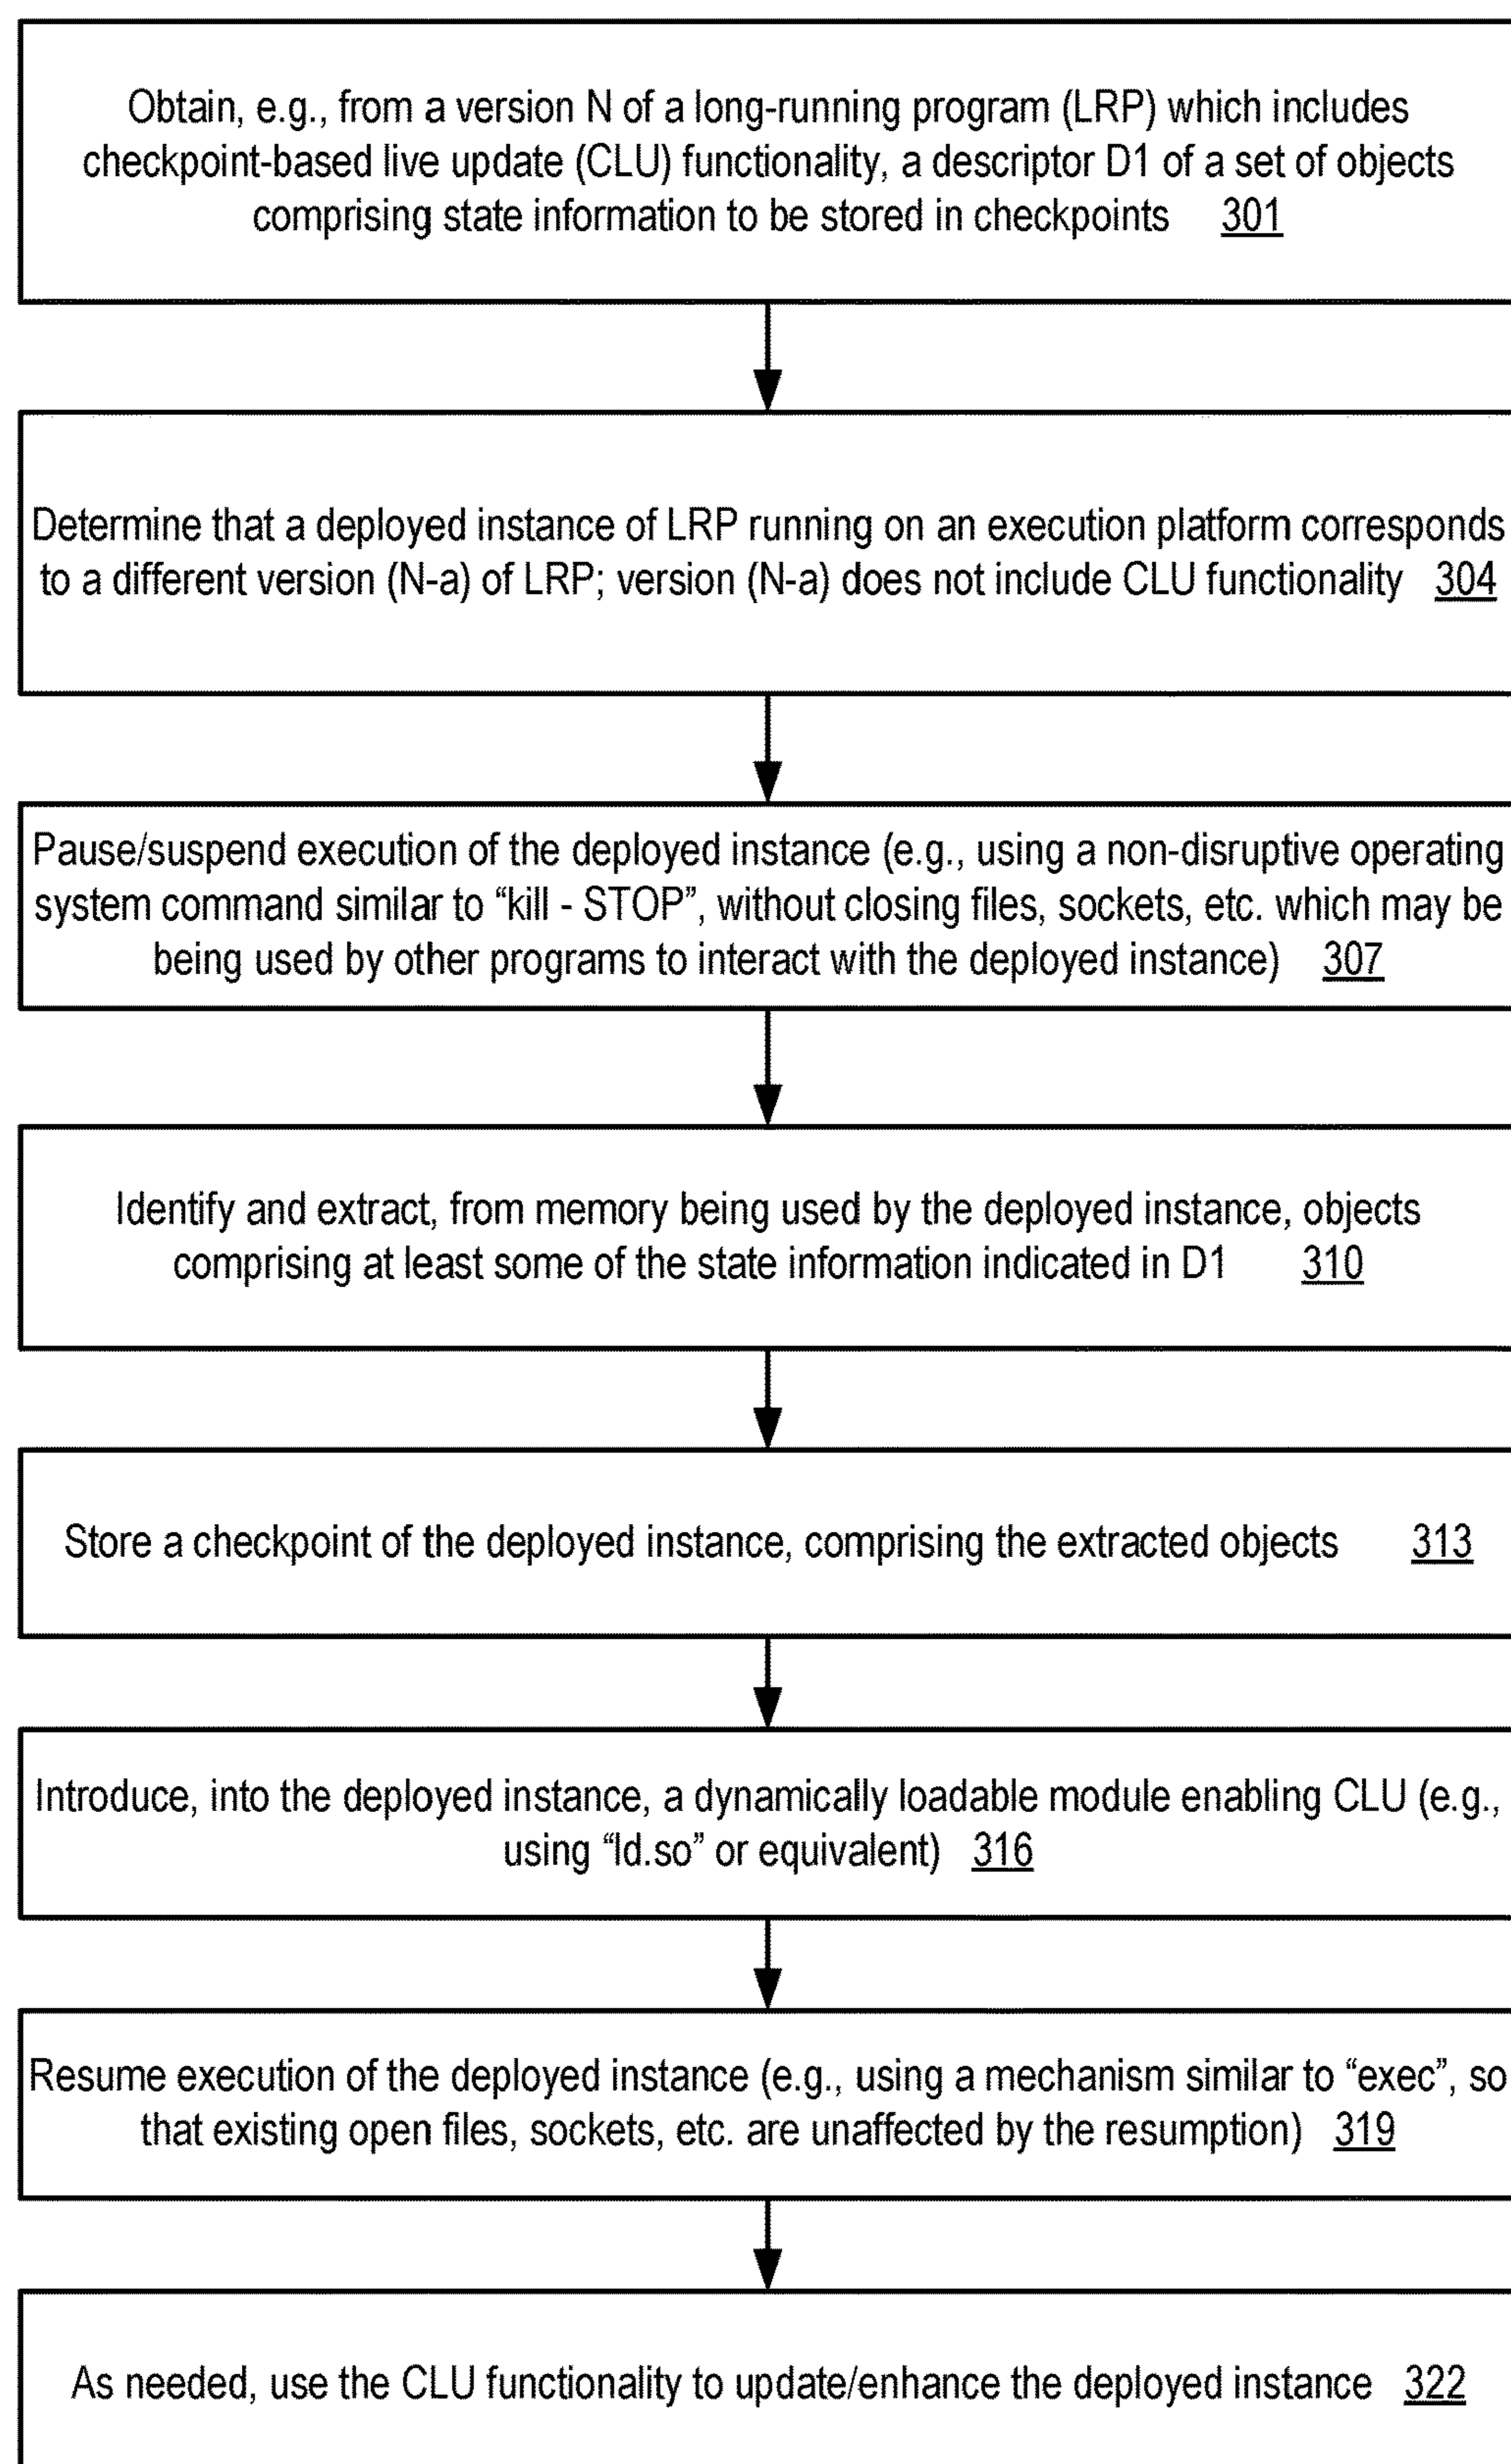 Obtain, e.g., from a version N of a long-running program (LRP) which includes
checkpoint-based live update (CLU) functionality, a descriptor D1 of a set of objects
comprising state information to be stored in checkpoints 301
Determine that a deployed instance of LRP running on an execution platform corresponds
to a different version (N-a) of LRP; version (N-a) does not include CLU functionality 304
Pause/suspend execution of the deployed instance (e.g., using a non-disruptive operating
system command similar to “kill - STOP”, without closing files, sockets, etc. which may be
being used by other programs to interact with the deployed instance) 307
Identify and extract, from memory being used by the deployed instance, objects
comprising at least some of the state information indicated in D1 310
Store a checkpoint of the deployed instance, comprising the extracted objects 313
Introduce, into the deployed instance, a dynamically loadable module enabling CLU (e.g.,
using “ld.so” or equivalent) 316
Resume execution of the deployed instance (e.g., using a mechanism similar to “exec”, so
that existing open files, sockets, etc. are unaffected by the resumption) 319
As needed, use the CLU functionality to update/enhance the deployed instance 322